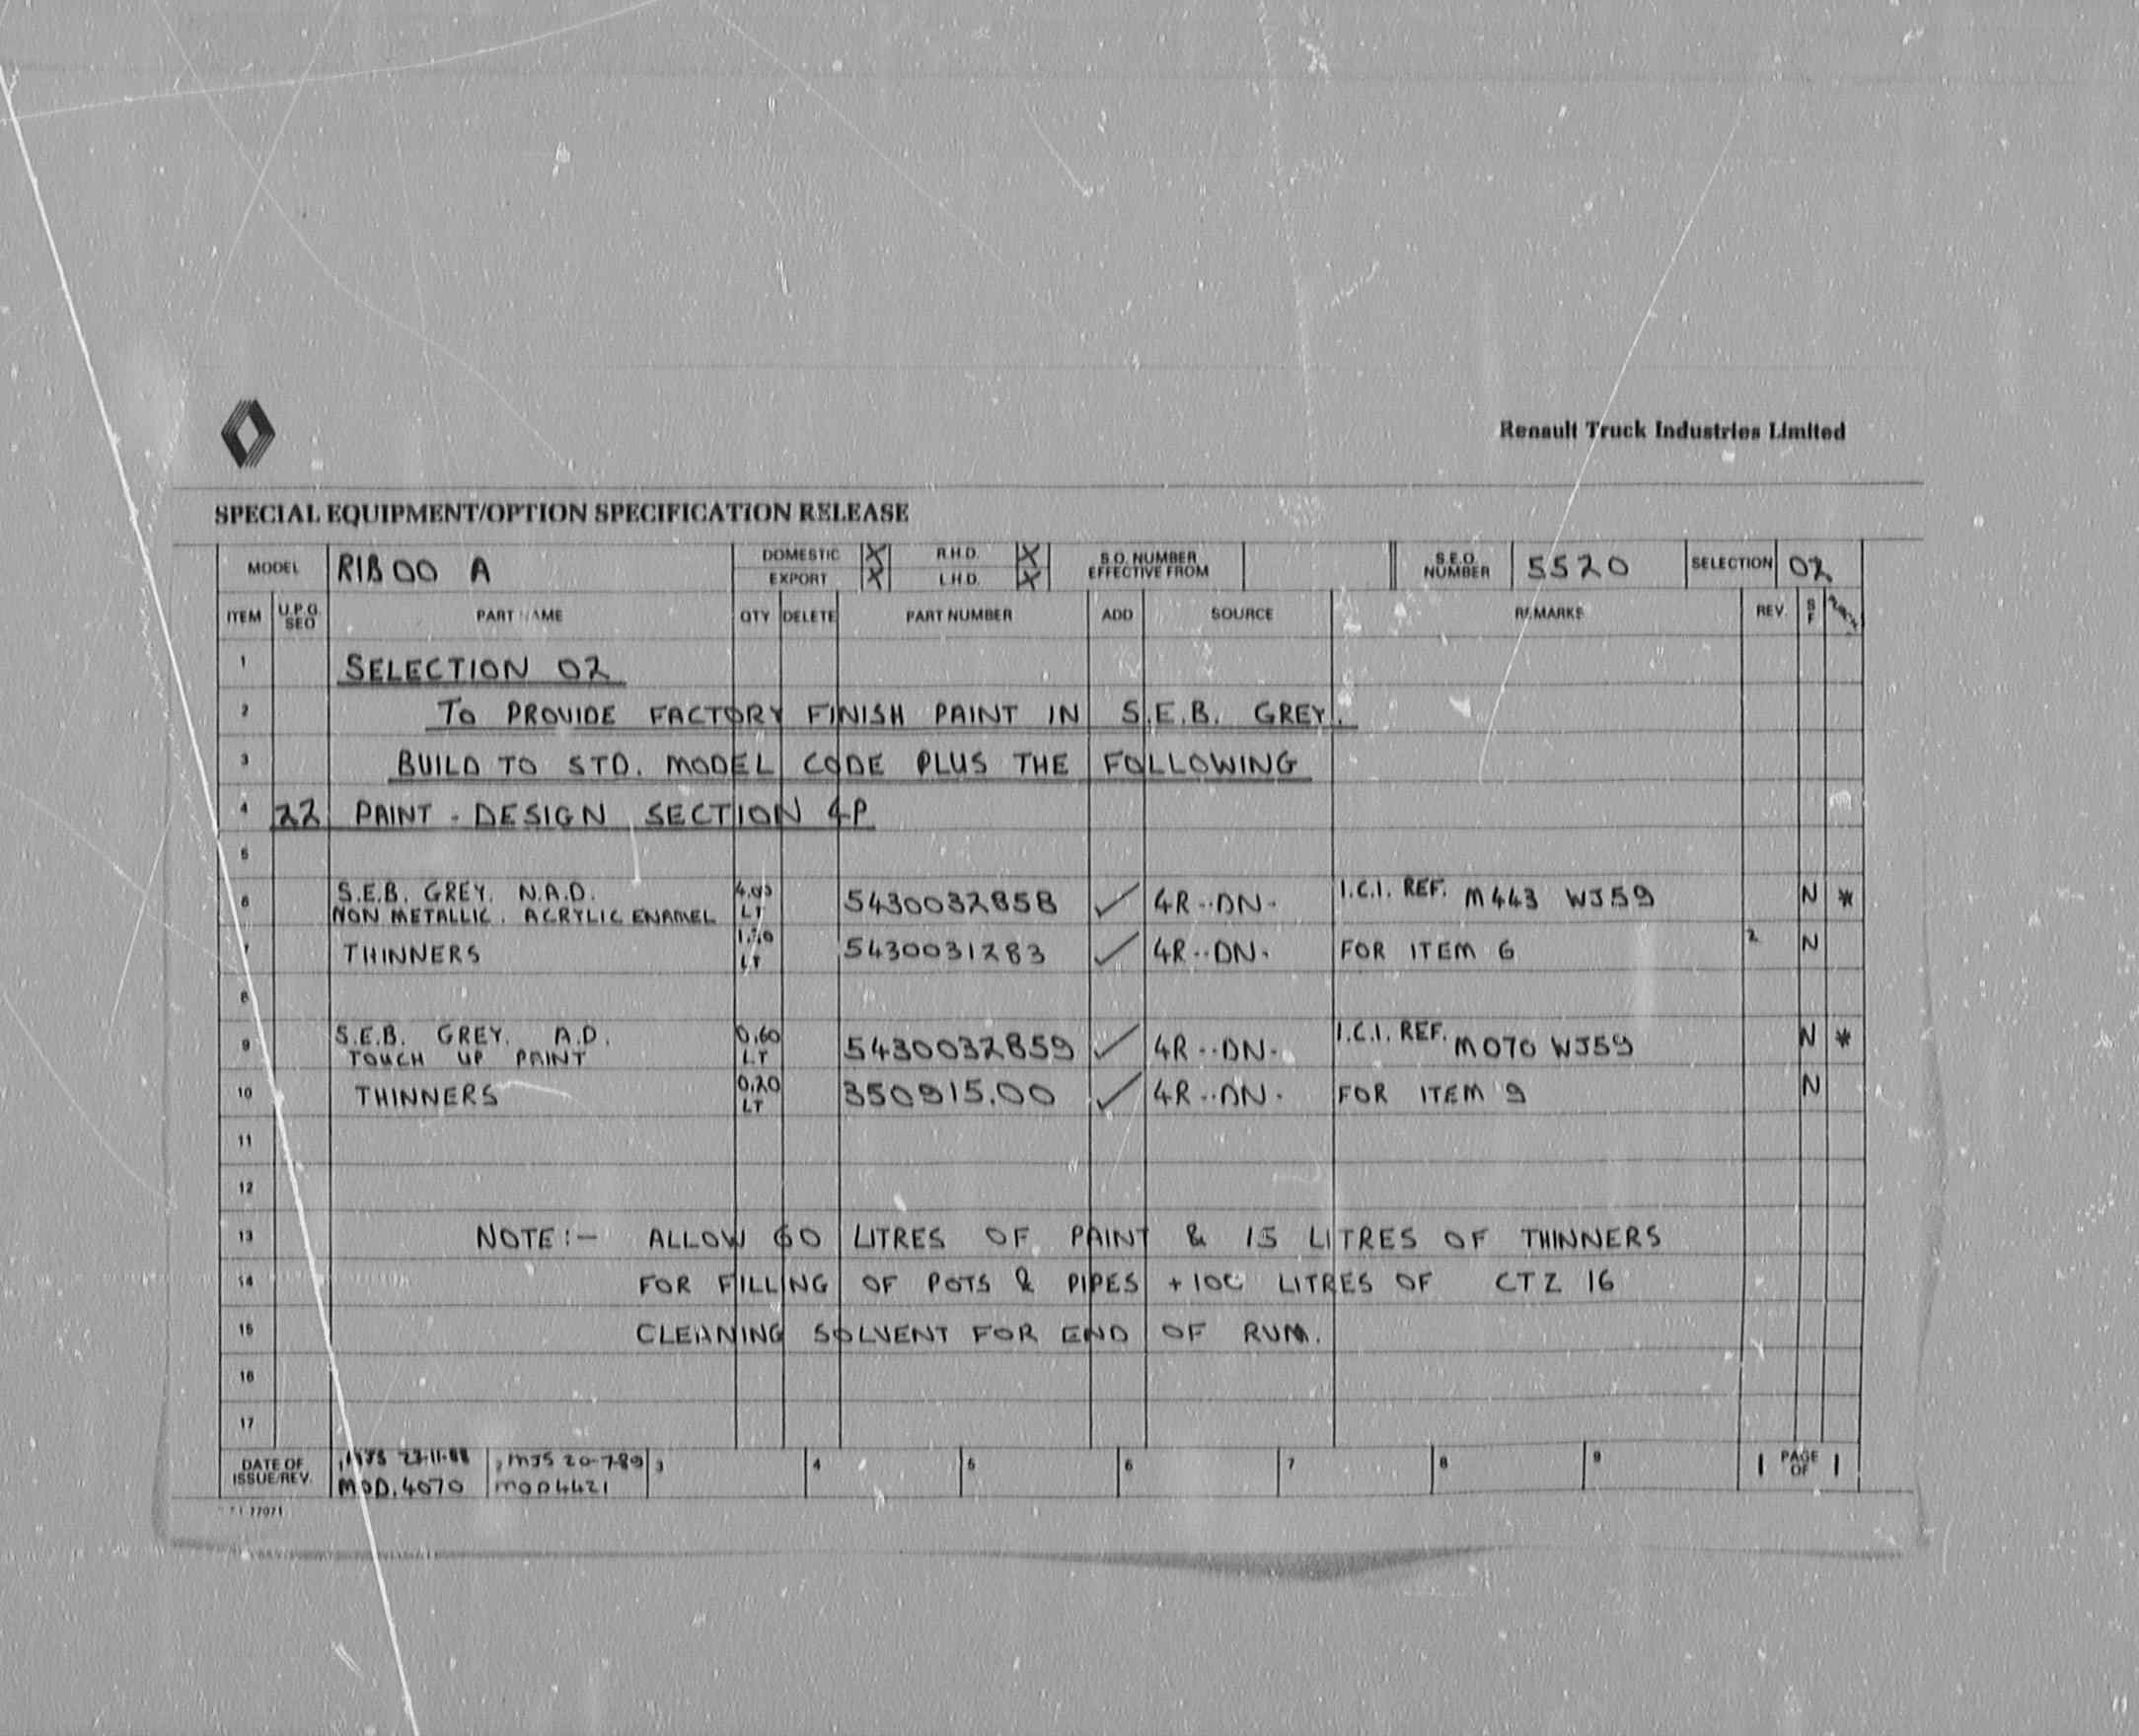 Renault Truck Industries Limited
SPECIAL EQUIPMENT/OPTION SPECIFICATION RELEASE
MODEL R1B00 A DOMESTIC X R.H.D. X S.O. NUMBER S.E.O. 5520 SELECTION 02
EXPORT X L.H.D. X EFFECTIVE FROM NUMBER
ITEM U.P.G. SEQ PART NAME QTY DELETE PART NUMBER ADD SOURCE REMARKS REV. S F
1 SELECTION 02
2 TO PROVIDE FACTORY FINISH PAINT IN S.E.B. GREY.
3 BUILD TO STD. MODEL CODE PLUS THE FOLLOWING
4 22 PAINT - DESIGN SECTION 4P
5
6 S.E.B. GREY. N.A.D. LT 5430032858 ✓ 4R--DN- I.C.I. REF. M443 WJ59 N *
NON METALLIC. ACRYLIC ENAMEL
7 THINNERS LT 5430031283 ✓ 4R--DN- FOR ITEM 6 2 N
8
9 S.E.B. GREY. A.D. 0.60 LT 5430032859 ✓ 4R--DN- I.C.I. REF. M070 WJ59 N *
TOUCH UP PAINT
10 THINNERS 0.20 LT 350915.00 ✓ 4R--DN- FOR ITEM 9 N
11
12
13 NOTE:- ALLOW 60 LITRES OF PAINT & 15 LITRES OF THINNERS
14 FOR FILLING OF POTS & PIPES +100 LITRES OF CTZ 16
15 CLEANING SOLVENT FOR END OF RUN.
16
17
DATE OF MJS 23-11-88 2 MJS 20-7-89 3 4 5 6 7 8 9 1 PAGE OF 1
ISSUE/REV. MOD.4070 MOD4421
77071